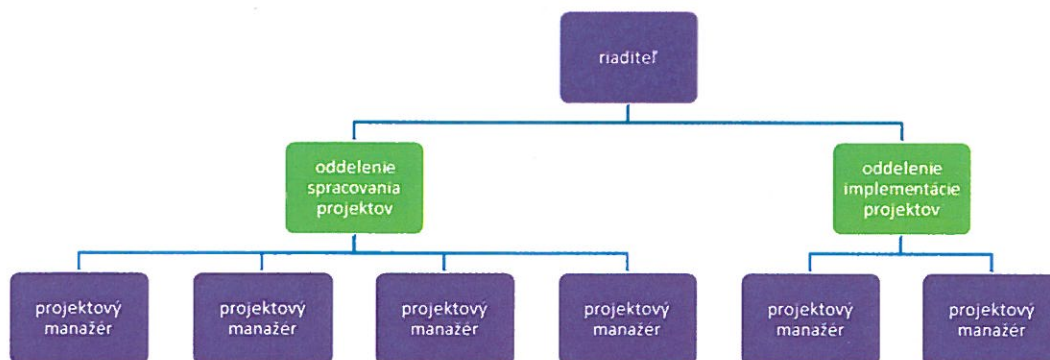 riaditeľ
oddelenie
spracovania
projektov
oddelenie
implementácie
projektov
projektový
manažér
projektový
manažér
projektový
manažér
projektový
manažér
projektový
manažér
projektový
manažér